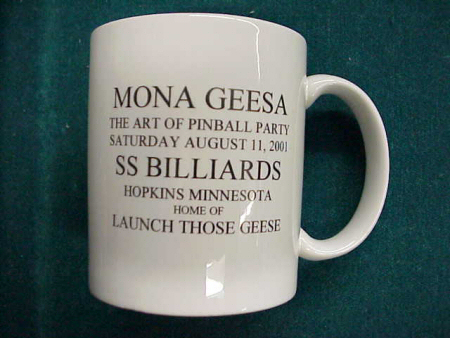 MONA GEESA
THE ART OF PINBALL PARTY
SATURDAY AUGUST 11, 2001
SS BILLIARDS
HOPKINS MINNESOTA
HOME OF
LAUNCH THOSE GEESE